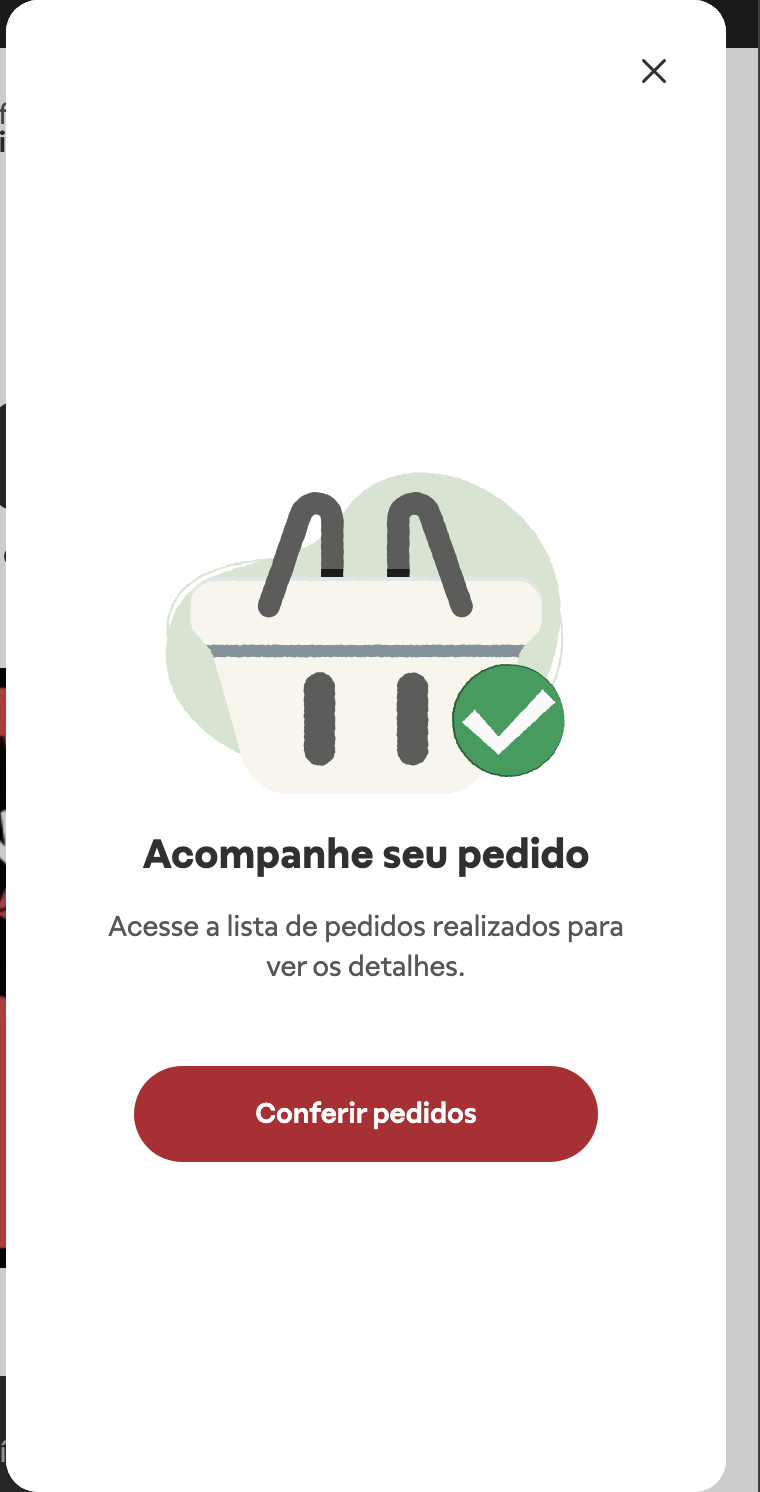 Acompanhe seu pedido
Acesse a lista de pedidos realizados para
ver os detalhes.
Conferir pedidos